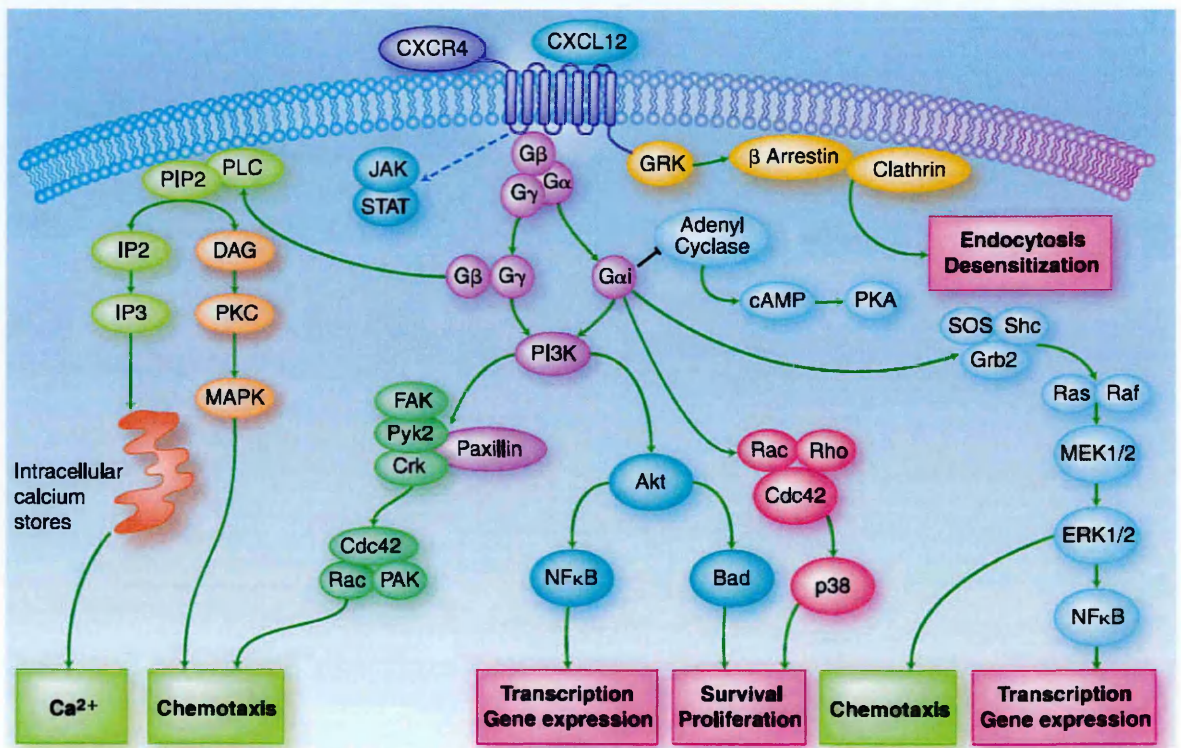 CXCR4
CXCL12
PLC
PIP2
JAK
STAT
Gβ
Gα
Gγ
GRK
β Arrestin
Clathrin
Endocytosis
Desensitization
Adenyl
Cyclase
cAMP
PKA
IP2
DAG
Gβ
Gγ
Gαi
IP3
PKC
PI3K
SOS
Shc
Grb2
Ras
Raf
MAPK
FAK
Pyk2
Paxillin
Crk
Intracellular
calcium
stores
Akt
Rac
Rho
Cdc42
MEK1/2
ERK1/2
Cdc42
Rac
PAK
NFκB
Bad
p38
NFκB
Ca²⁺
Chemotaxis
Transcription
Gene expression
Survival
Proliferation
Chemotaxis
Transcription
Gene expression